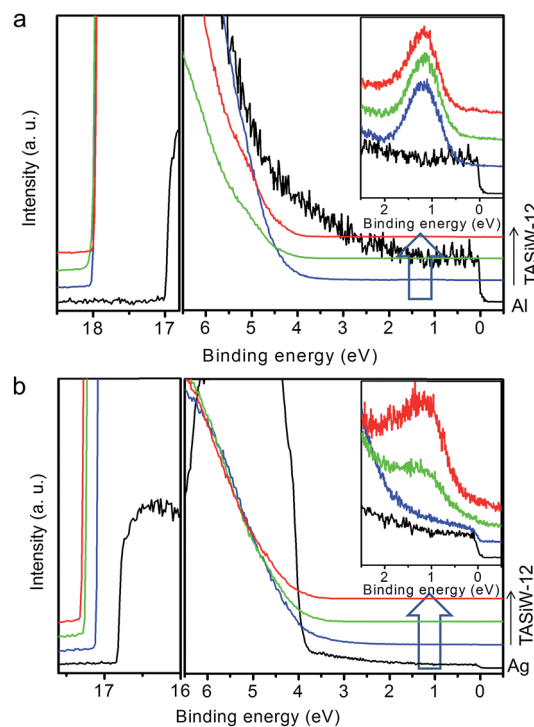 a
Intensity (a. u.)
2 1 0
Binding energy (eV)
TASiW-12
Al
18 17 6 5 4 3 2 1 0
Binding energy (eV)
b
Intensity (a. u.)
2 1 0
Binding energy (eV)
TASiW-12
Ag
17 16 6 5 4 3 2 1 0
Binding energy (eV)